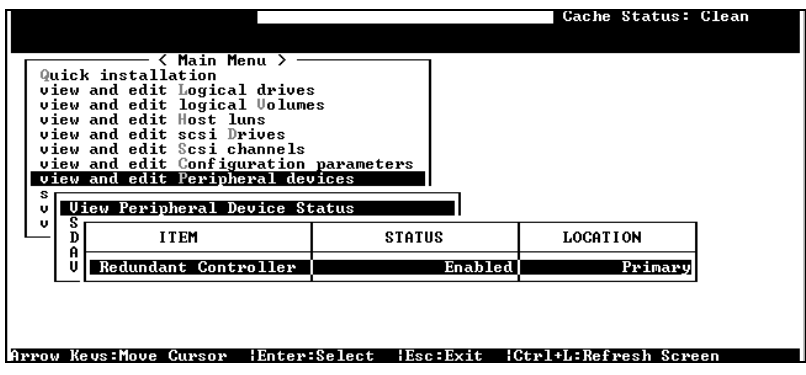 Cache Status: Clean
< Main Menu >
Quick installation
view and edit Logical drives
view and edit logical Volumes
view and edit Host luns
view and edit scsi Drives
view and edit Scsi channels
view and edit Configuration parameters
view and edit Peripheral devices
s
v View Peripheral Device Status
v S
D ITEM STATUS LOCATION
A
V Redundant Controller Enabled Primary
Arrow Keys:Move Cursor |Enter:Select |Esc:Exit |Ctrl+L:Refresh Screen